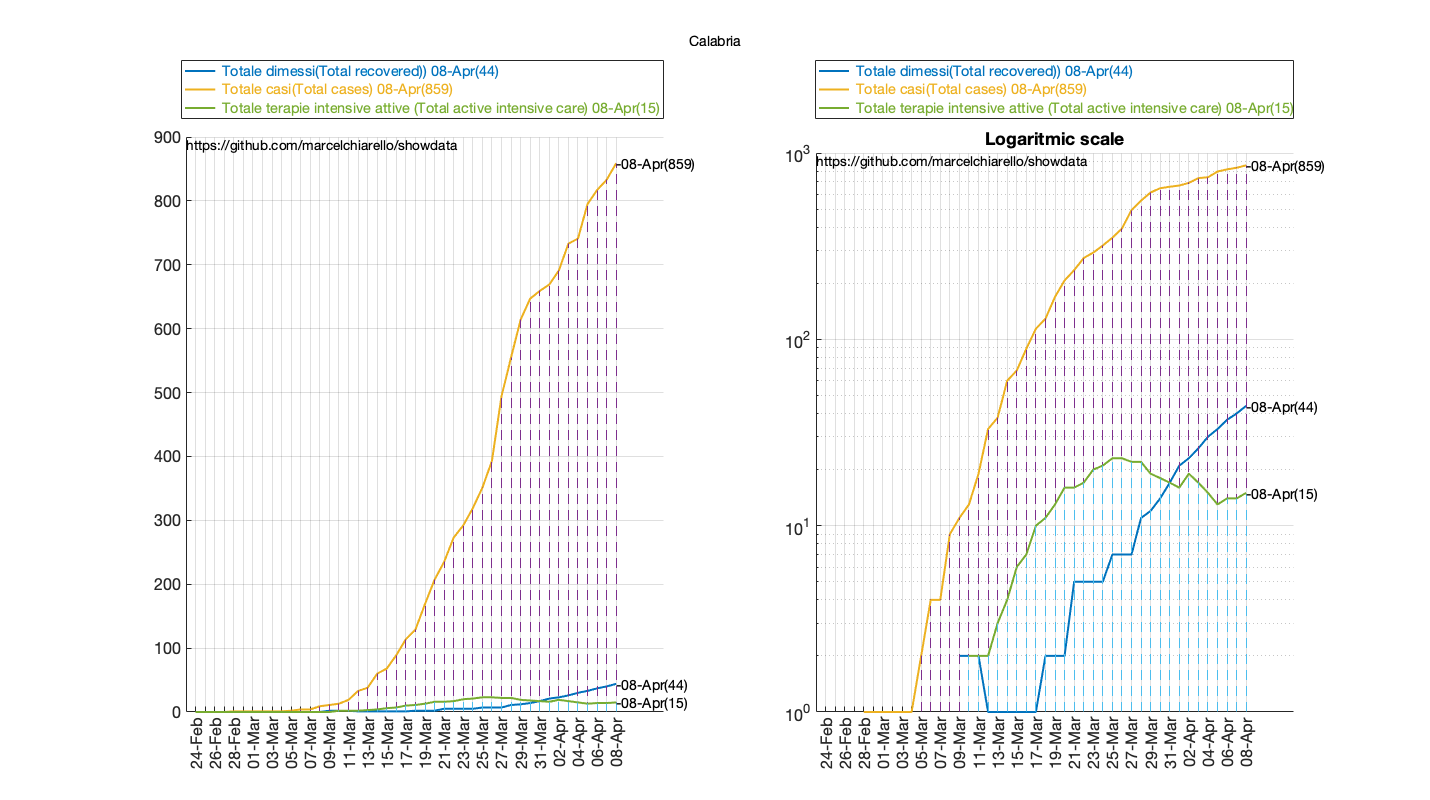 Calabria
Totale dimessi(Total recovered)) 08-Apr(44)
Totale casi(Total cases) 08-Apr(859)
Totale terapie intensive attive (Total active intensive care) 08-Apr(15)
https://github.com/marcelchiarello/showdata
900
800
700
600
500
400
300
200
100
0
08-Apr(859)
08-Apr(44)
08-Apr(15)
24-Feb
26-Feb
28-Feb
01-Mar
03-Mar
05-Mar
07-Mar
09-Mar
11-Mar
13-Mar
15-Mar
17-Mar
19-Mar
21-Mar
23-Mar
25-Mar
27-Mar
29-Mar
31-Mar
02-Apr
04-Apr
06-Apr
08-Apr
Totale dimessi(Total recovered)) 08-Apr(44)
Totale casi(Total cases) 08-Apr(859)
Totale terapie intensive attive (Total active intensive care) 08-Apr(15)
Logaritmic scale
https://github.com/marcelchiarello/showdata
10³
10²
10¹
10⁰
08-Apr(859)
08-Apr(44)
08-Apr(15)
24-Feb
26-Feb
28-Feb
01-Mar
03-Mar
05-Mar
07-Mar
09-Mar
11-Mar
13-Mar
15-Mar
17-Mar
19-Mar
21-Mar
23-Mar
25-Mar
27-Mar
29-Mar
31-Mar
02-Apr
04-Apr
06-Apr
08-Apr